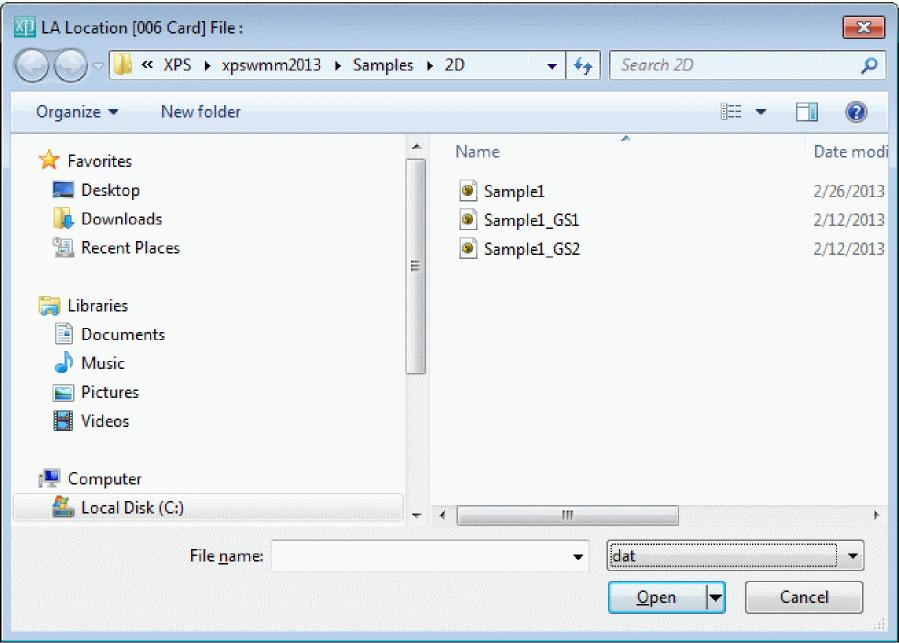 XPJ LA Location [006 Card] File :
« XPS ▸ xpswmm2013 ▸ Samples ▸ 2D
Search 2D
Organize ▼ New folder
Favorites
Desktop
Downloads
Recent Places
Libraries
Documents
Music
Pictures
Videos
Computer
Local Disk (C:)
Name Date modi
Sample1 2/26/2013
Sample1_GS1 2/12/2013
Sample1_GS2 2/12/2013
File name:
dat
Open Cancel